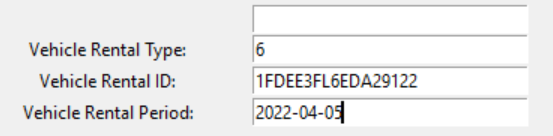 Vehicle Rental Type: 6
Vehicle Rental ID: 1FDEE3FL6EDA29122
Vehicle Rental Period: 2022-04-05